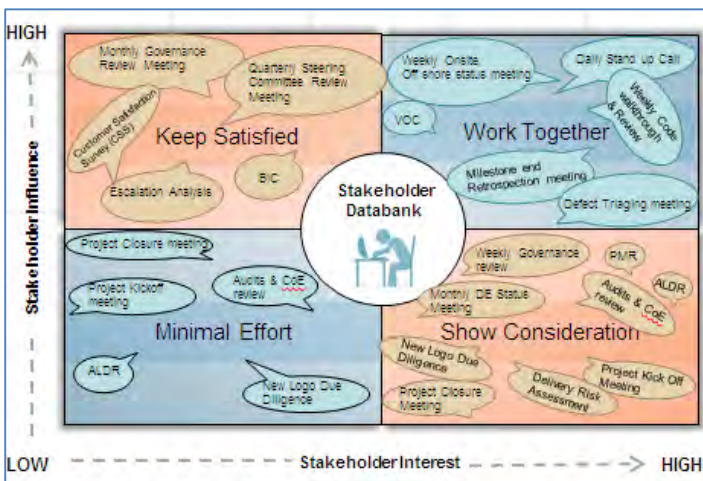 HIGH
Stakeholder Influence
LOW
Monthly Governance
Review Meeting
Quarterly Steering
Committee Review
Meeting
Customer Satisfaction
Survey (CSS)
Keep Satisfied
Escalation Analysis
BIC
Weekly Onsite
Off shore status meeting
Daily Stand up Call
VOC
Weekly Code
walkthrough
& Review
Work Together
Milestone end
Retrospection meeting
Defect Triaging meeting
Stakeholder
Databank
Project Closure meeting
Project Kickoff
meeting
Audits & CoE
review
Minimal Effort
ALDR
New Logo Due
Diligence
Weekly Governance
review
PMR
ALDR
Monthly DE Status
Meeting
Audits & CoE
review
Show Consideration
New Logo Due
Diligence
Project Closure
Meeting
Delivery Risk
Assessment
Project Kick Off
Meeting
Stakeholder Interest
HIGH